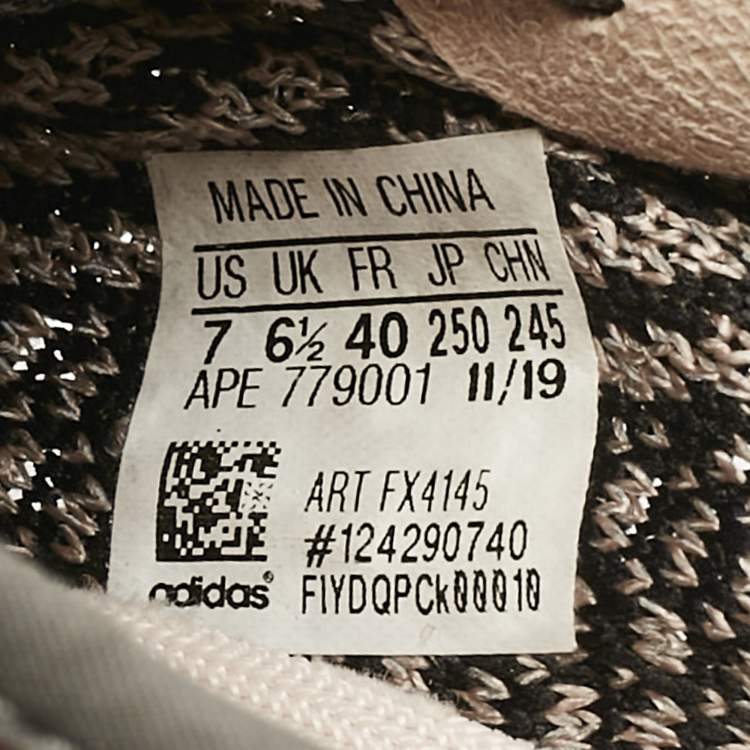 MADE IN CHINA
US UK FR JP CHN
7 6½ 40 250 245
APE 779001 11/19
ART FX4145
#124290740
adidas® FIYDQPCk00010